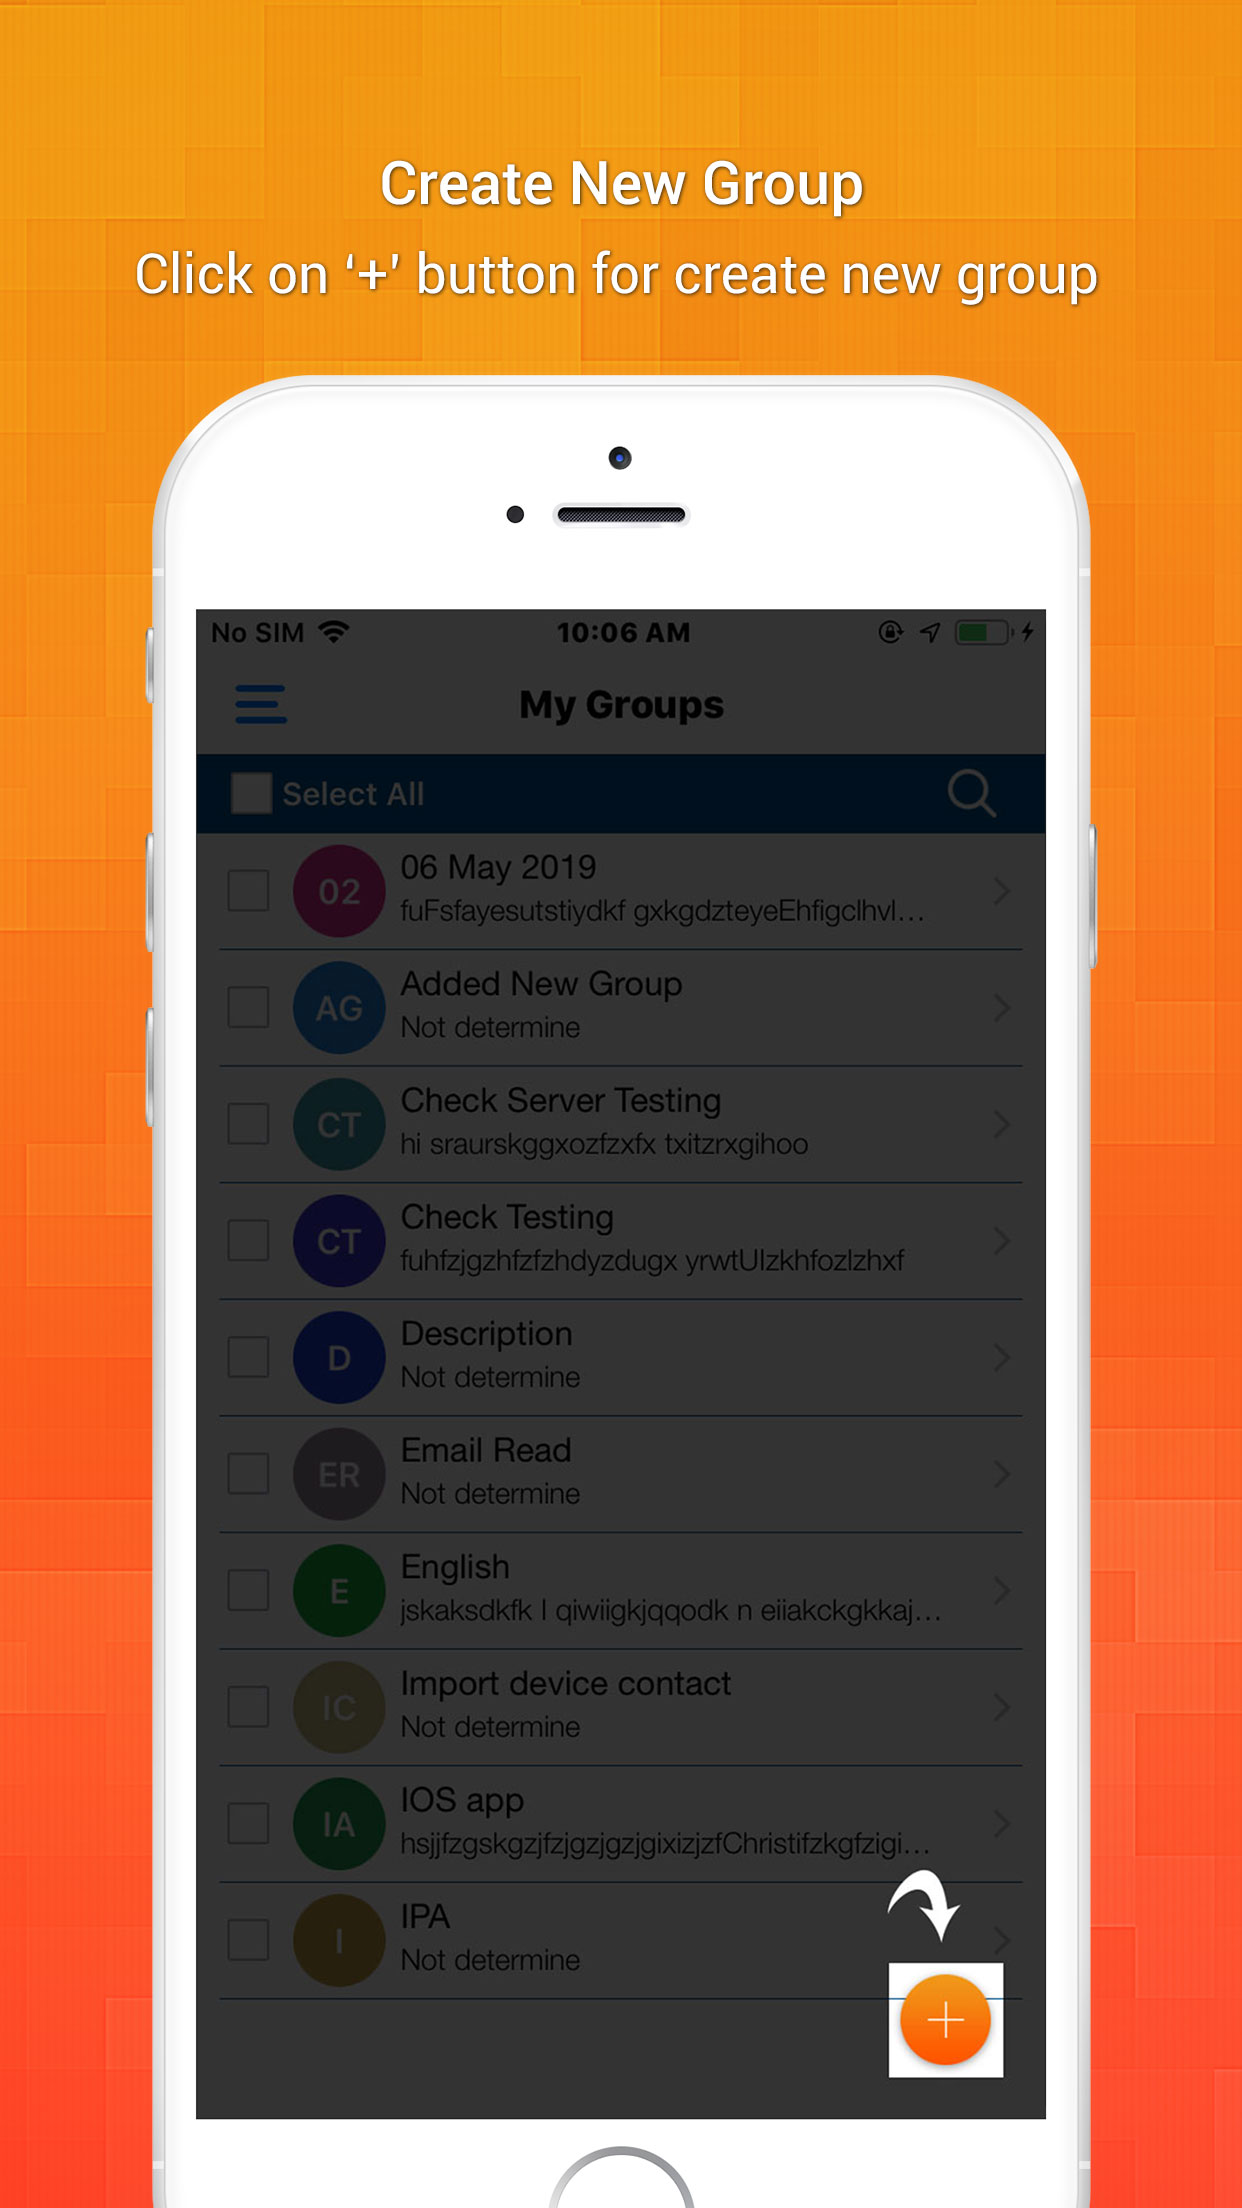 Create New Group
Click on ‘+’ button for create new group
No SIM 10:06 AM
My Groups
Select All
02
06 May 2019
fuFsfayesutstiydkf gxkgdzteyeEhfigclhvl...
AG
Added New Group
Not determine
CT
Check Server Testing
hi sraurskggxozfzxfx txitzrxgihoo
CT
Check Testing
fuhfzjgzhfzfzhdyzdugx yrwtUlzkhfozlzhxf
D
Description
Not determine
ER
Email Read
Not determine
E
English
jskaksdkfk l qiwiigkjqqodk n eiiakckgkkaj...
IC
Import device contact
Not determine
IA
IOS app
hsjjfzgskgzjfzjgzjgzjgixizjzfChristifzkgfzigi...
I
IPA
Not determine
+